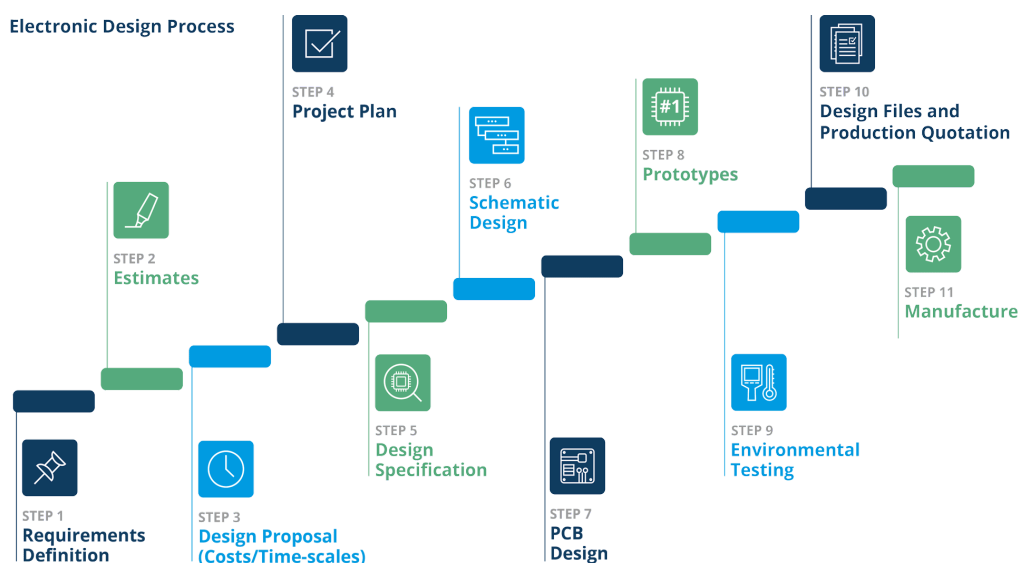 Electronic Design Process
STEP 1
Requirements
Definition
STEP 2
Estimates
STEP 3
Design Proposal
(Costs/Time-scales)
STEP 4
Project Plan
STEP 5
Design
Specification
STEP 6
Schematic
Design
STEP 7
PCB
Design
#1
STEP 8
Prototypes
STEP 9
Environmental
Testing
STEP 10
Design Files and
Production Quotation
STEP 11
Manufacture